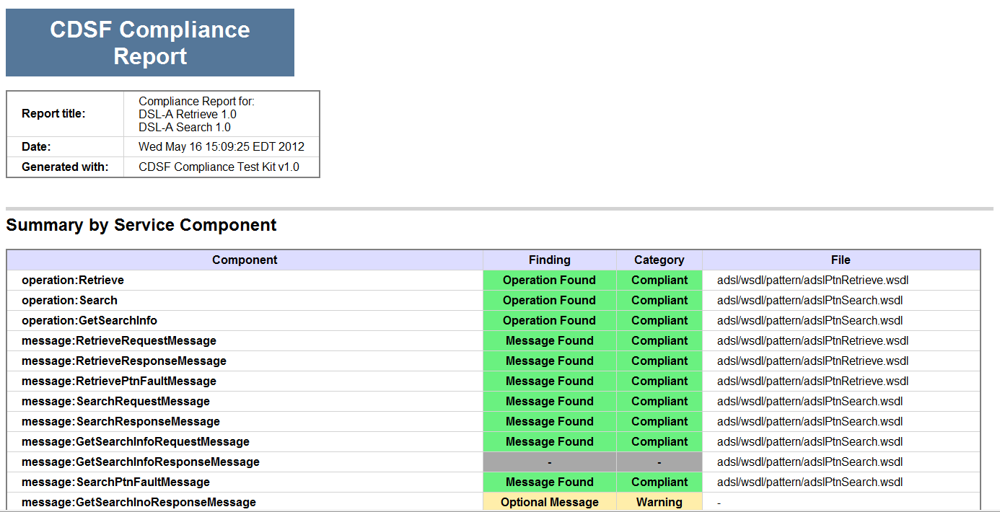 CDSF Compliance
Report
Report title:
Compliance Report for:
DSL-A Retrieve 1.0
DSL-A Search 1.0
Date: Wed May 16 15:09:25 EDT 2012
Generated with: CDSF Compliance Test Kit v1.0
Summary by Service Component
Component Finding Category File
operation:Retrieve Operation Found Compliant adsl/wsdl/pattern/adslPtnRetrieve.wsdl
operation:Search Operation Found Compliant adsl/wsdl/pattern/adslPtnSearch.wsdl
operation:GetSearchInfo Operation Found Compliant adsl/wsdl/pattern/adslPtnSearch.wsdl
message:RetrieveRequestMessage Message Found Compliant adsl/wsdl/pattern/adslPtnRetrieve.wsdl
message:RetrieveResponseMessage Message Found Compliant adsl/wsdl/pattern/adslPtnRetrieve.wsdl
message:RetrievePtnFaultMessage Message Found Compliant adsl/wsdl/pattern/adslPtnRetrieve.wsdl
message:SearchRequestMessage Message Found Compliant adsl/wsdl/pattern/adslPtnSearch.wsdl
message:SearchResponseMessage Message Found Compliant adsl/wsdl/pattern/adslPtnSearch.wsdl
message:GetSearchInfoRequestMessage Message Found Compliant adsl/wsdl/pattern/adslPtnSearch.wsdl
message:GetSearchInfoResponseMessage - - adsl/wsdl/pattern/adslPtnSearch.wsdl
message:SearchPtnFaultMessage Message Found Compliant adsl/wsdl/pattern/adslPtnSearch.wsdl
message:GetSearchInoResponseMessage Optional Message Warning -